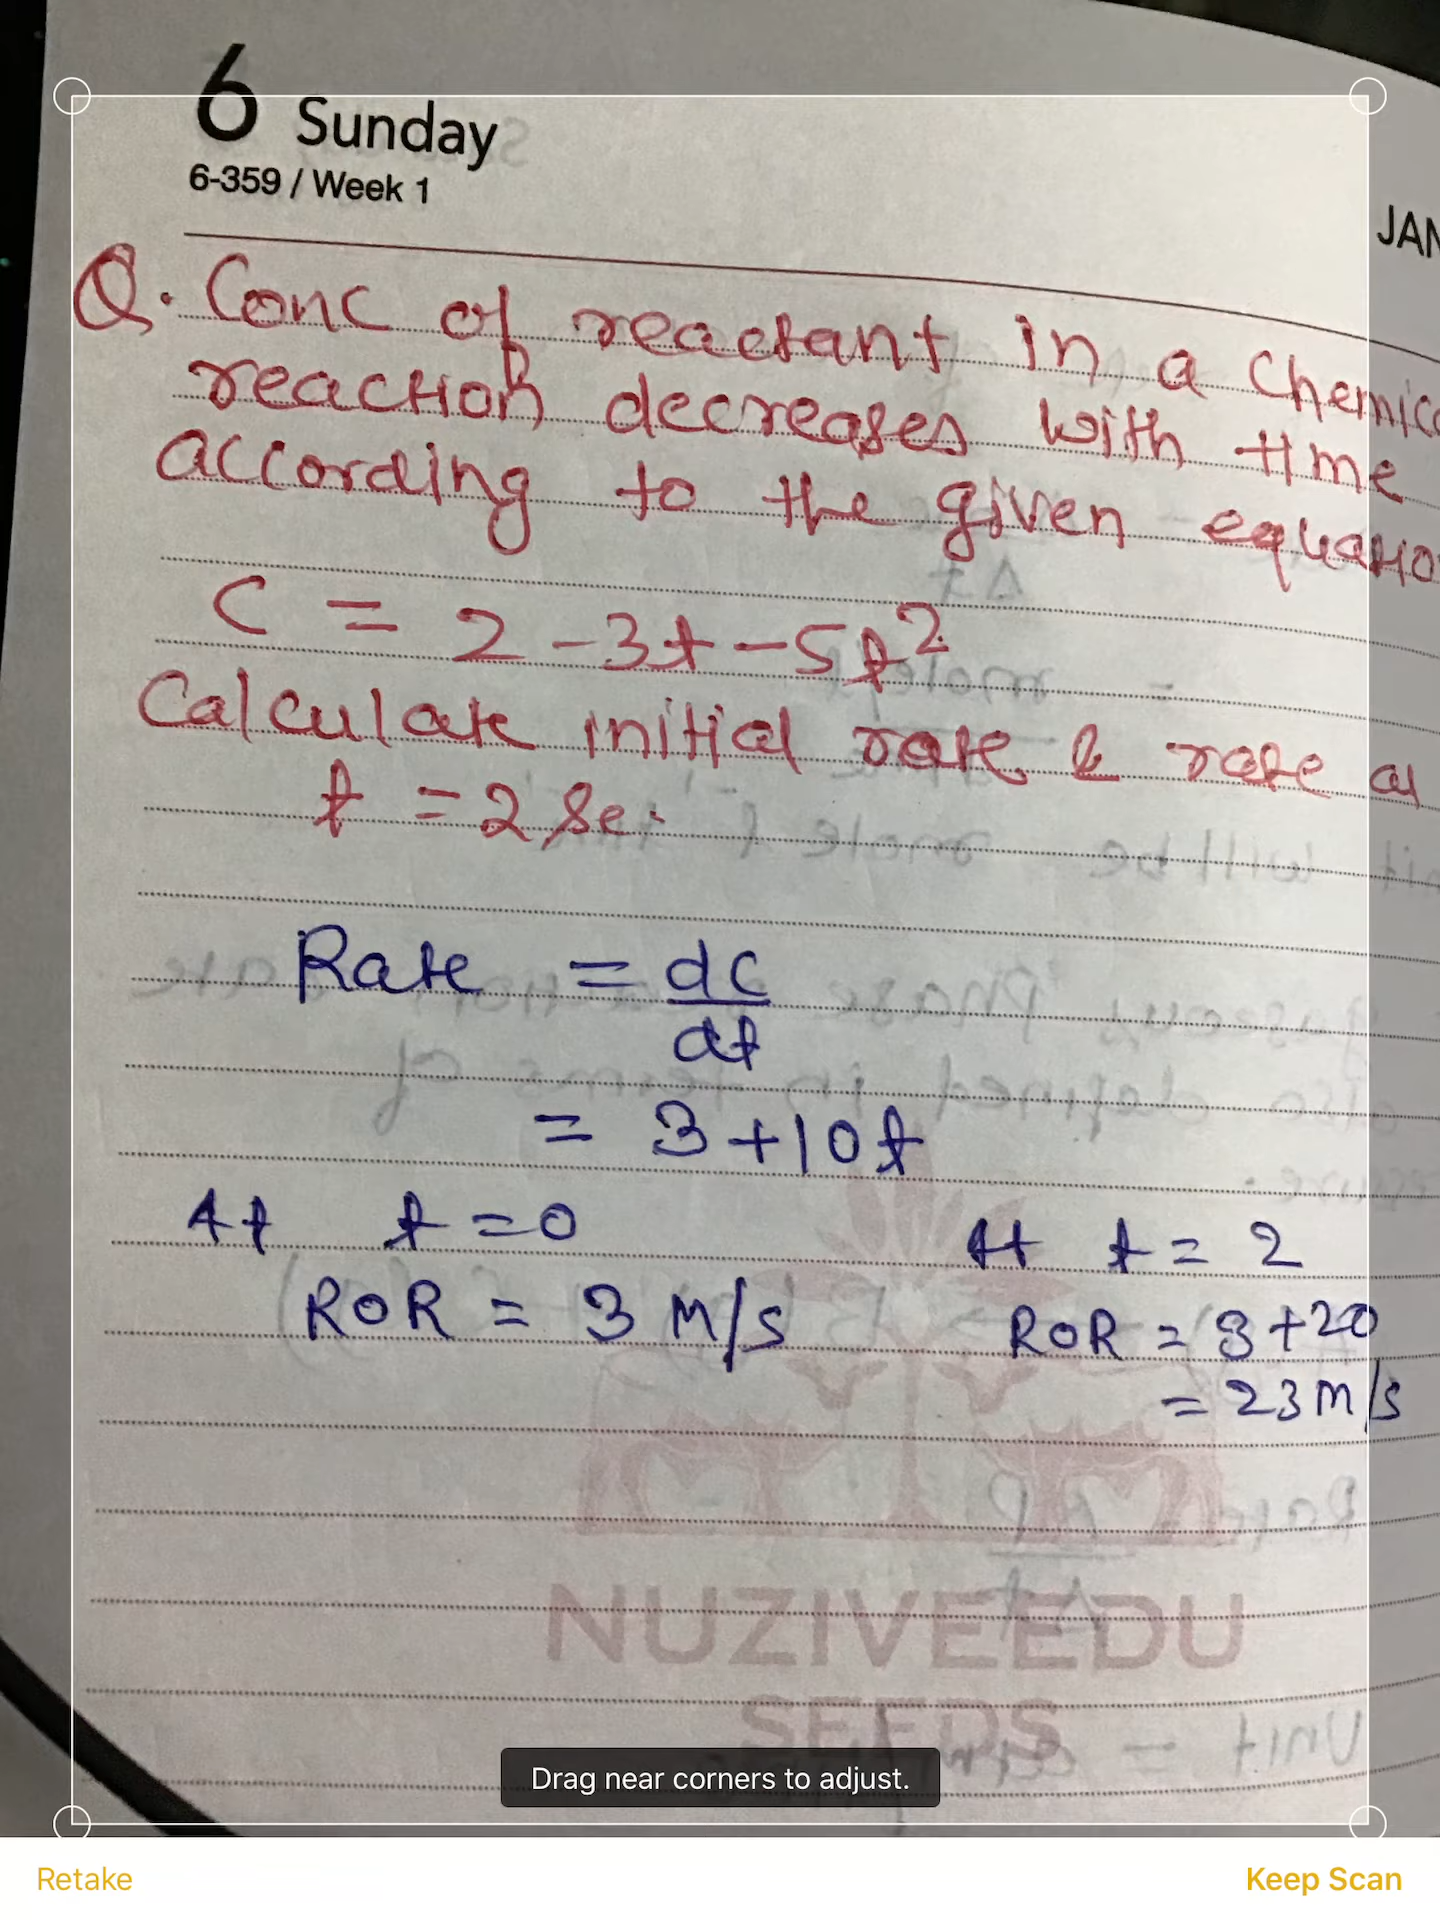 6 Sunday
6-359 / Week 1
JAN
Q. Conc of reactant in a Chemic
reaction decreases with time
according to the given equatio
C = 2 - 3t - 5t²
Calculate initial rate & rate at
t = 2 Sec.
Rate = dc
dt
= 3 + 10t
At t = 0
At t = 2
ROR = 3 M/s
ROR = 3 + 20
= 23 M/s
NUZIVEEDU
SEEDS
Drag near corners to adjust.
Retake
Keep Scan